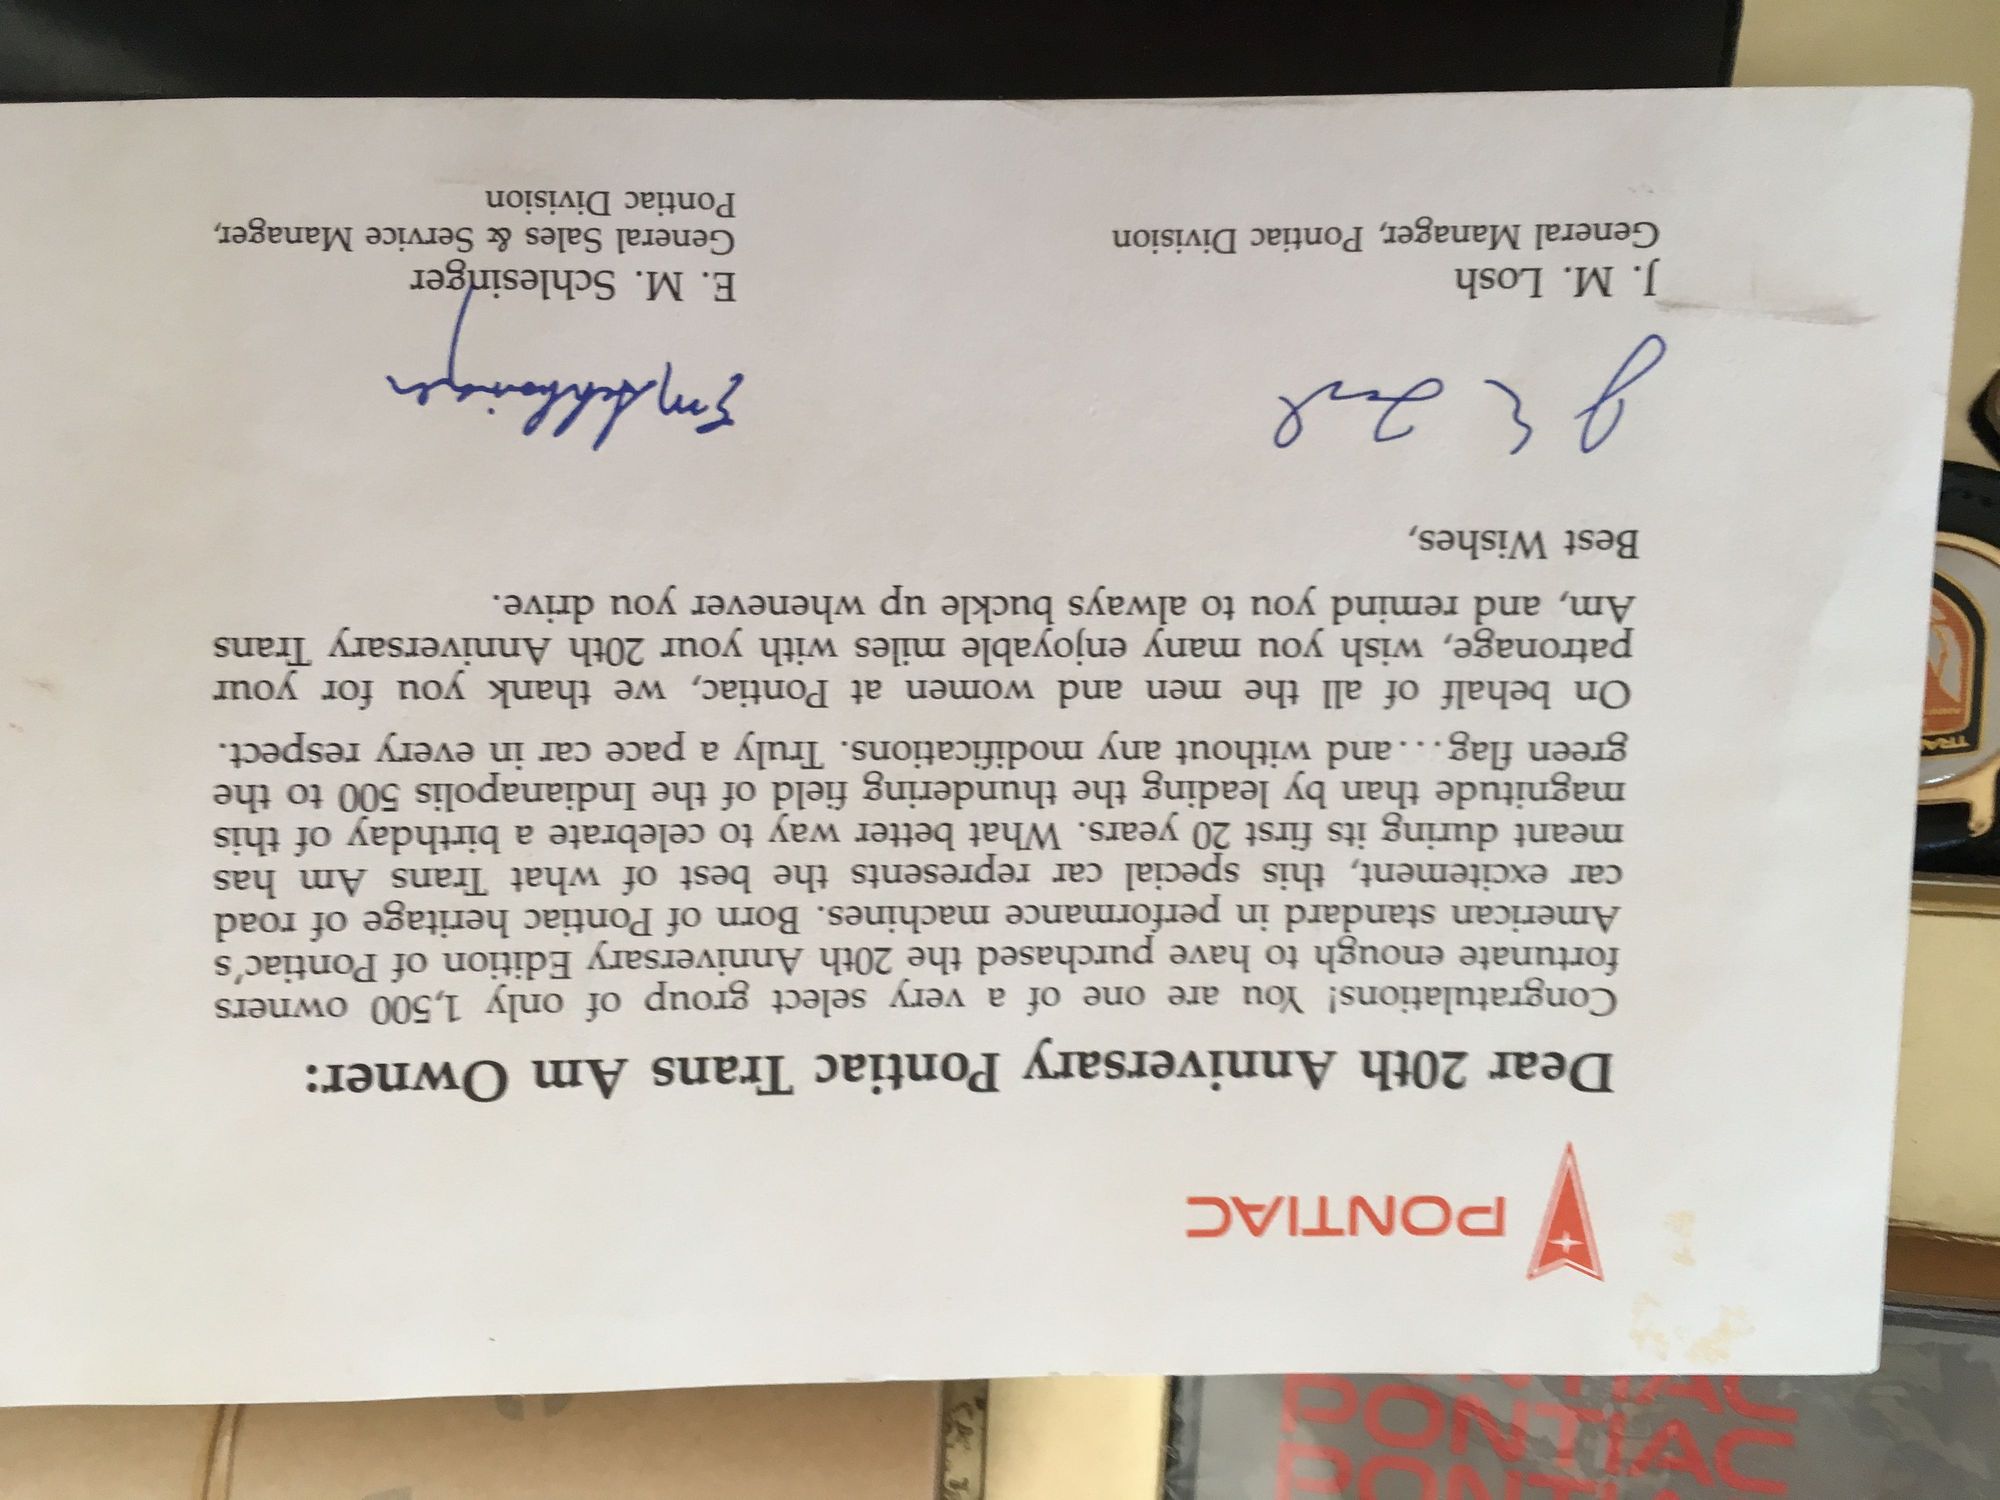 PONTIAC
Dear 20th Anniversary Pontiac Trans Am Owner:
Congratulations! You are one of a very select group of only 1,500 owners
fortunate enough to have purchased the 20th Anniversary Edition of Pontiac's
American standard in performance machines. Born of Pontiac heritage of road
car excitement, this special car represents the best of what Trans Am has
meant during its first 20 years. What better way to celebrate a birthday of this
magnitude than by leading the thundering field of the Indianapolis 500 to the
green flag...and without any modifications. Truly a pace car in every respect.
On behalf of all the men and women at Pontiac, we thank you for your
patronage, wish you many enjoyable miles with your 20th Anniversary Trans
Am, and remind you to always buckle up whenever you drive.
Best Wishes,
J. M. Losh
General Manager, Pontiac Division
E. M. Schlesinger
General Sales & Service Manager,
Pontiac Division
PONTIAC
TRA